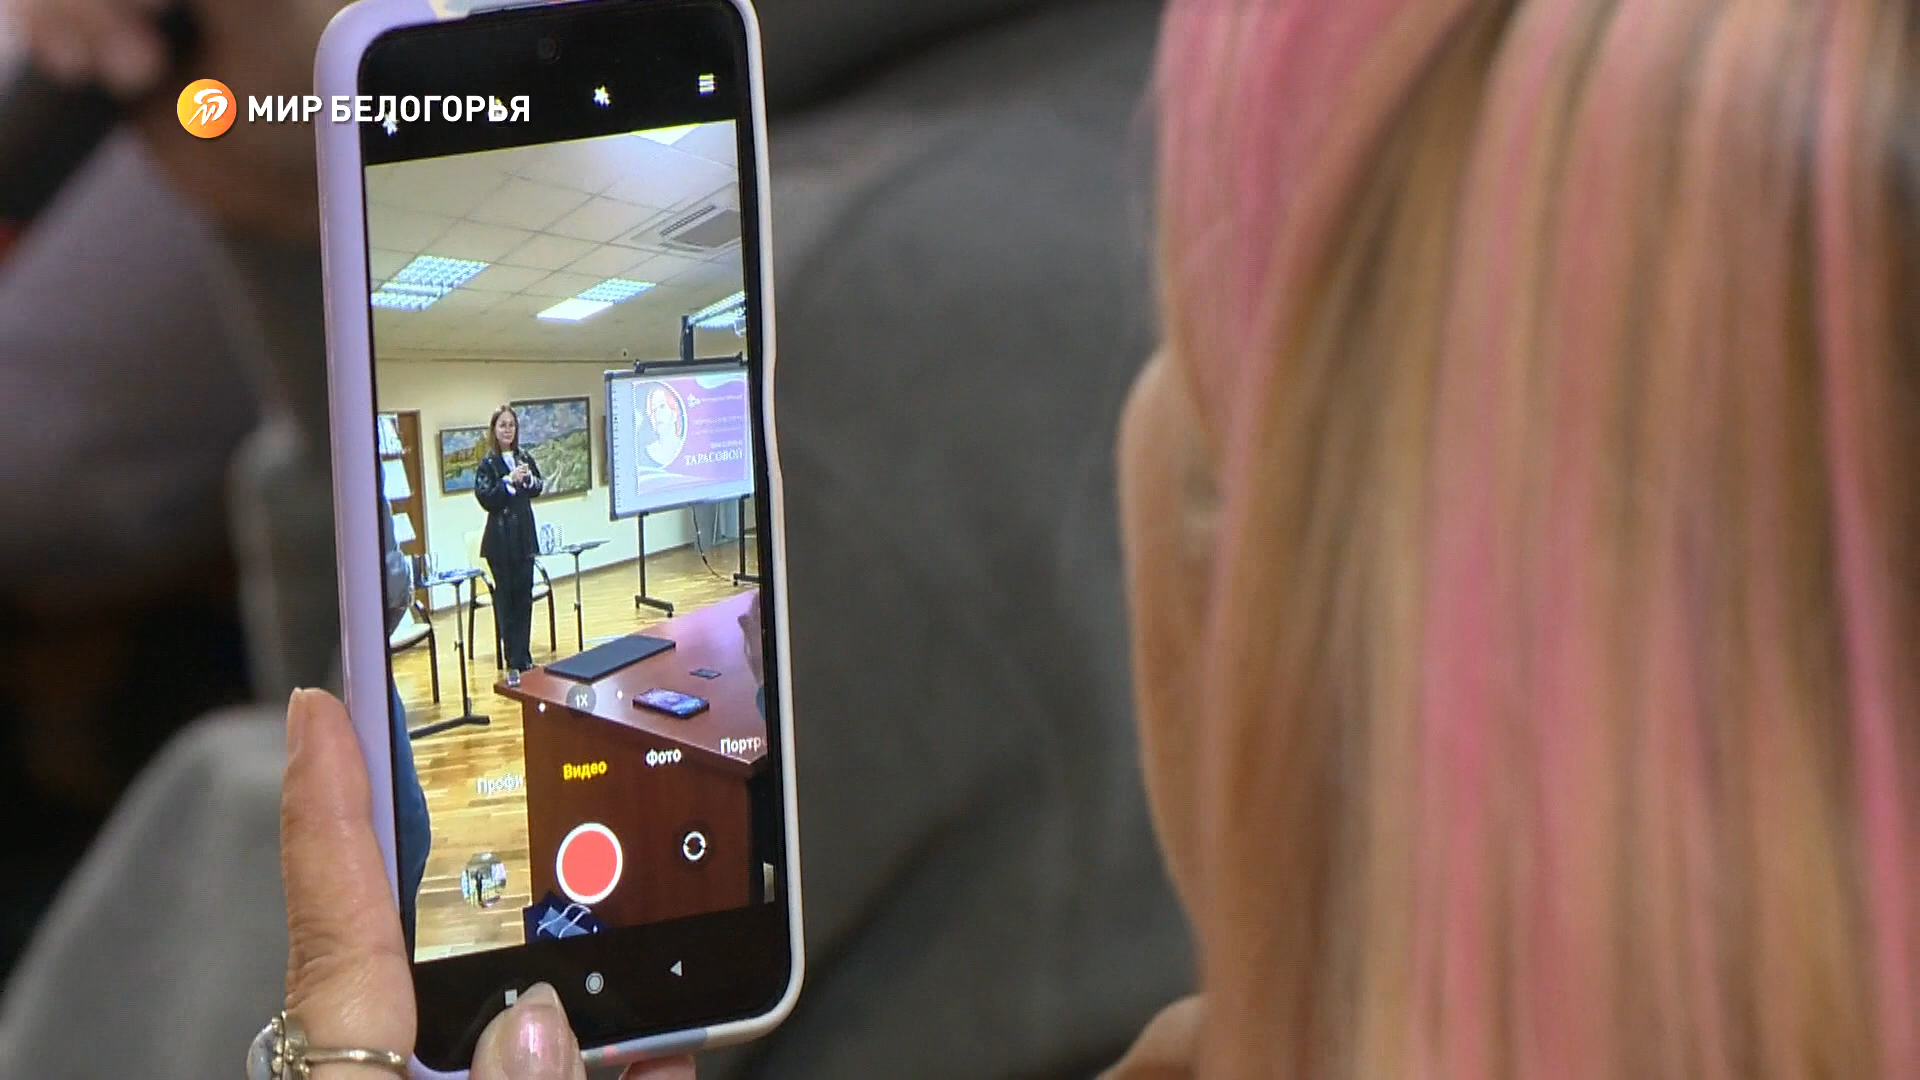 МИР БЕЛОГОРЬЯ
ТАРАСОВОЙ
1X
Профи
Видео
Фото
Портр